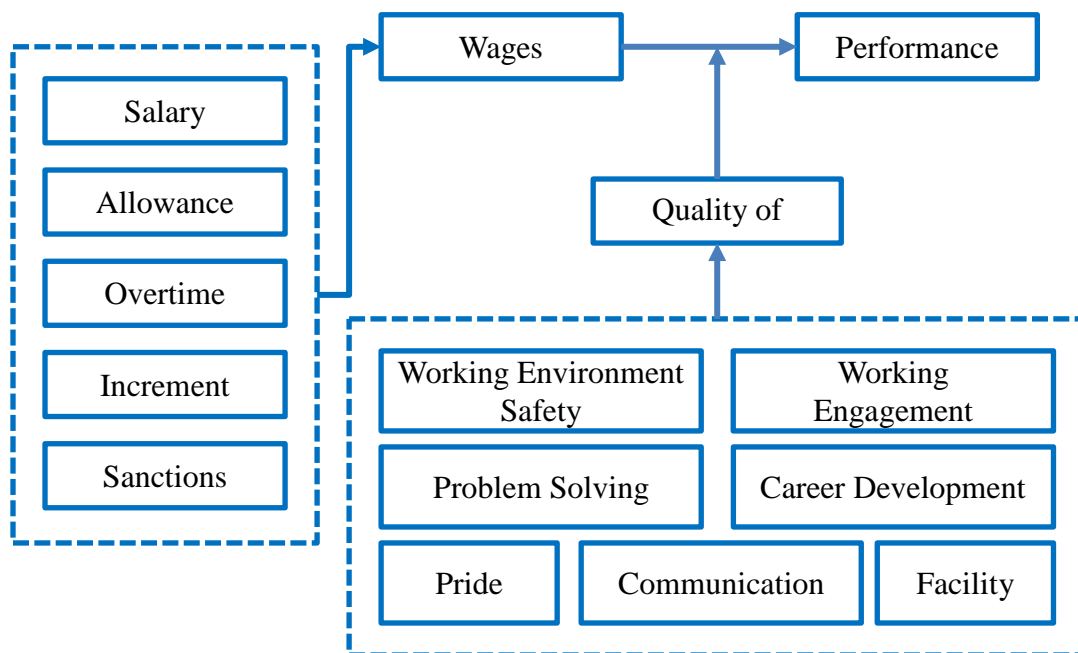 Wages
Performance
Salary
Allowance
Overtime
Increment
Sanctions
Quality of
Working Environment
Safety
Working
Engagement
Problem Solving
Career Development
Pride
Communication
Facility